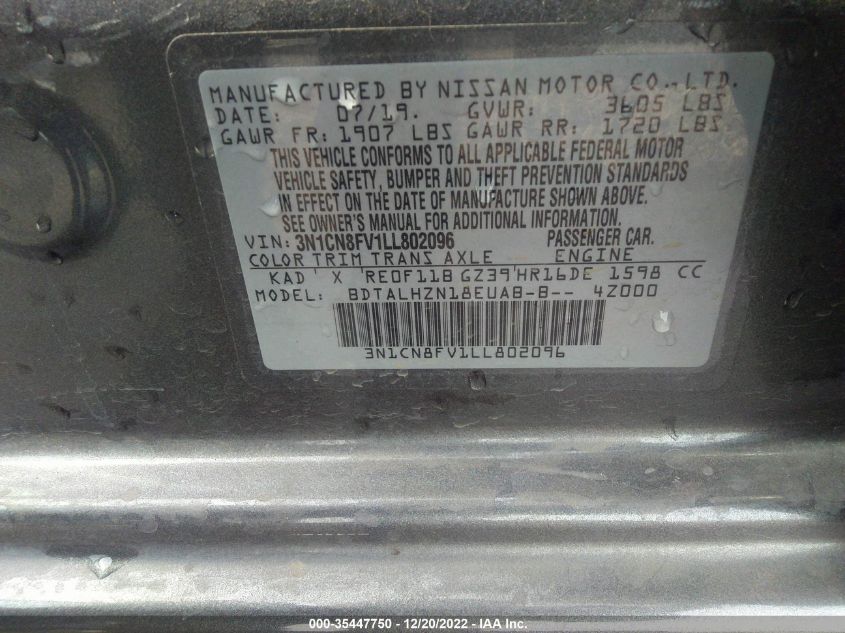 MANUFACTURED BY NISSAN MOTOR CO., LTD.
DATE: 07/19. GVWR: 3605 LBS
GAWR FR: 1907 LBS GAWR RR: 1720 LBS
THIS VEHICLE CONFORMS TO ALL APPLICABLE FEDERAL MOTOR
VEHICLE SAFETY, BUMPER AND THEFT PREVENTION STANDARDS
IN EFFECT ON THE DATE OF MANUFACTURE SHOWN ABOVE.
SEE OWNER'S MANUAL FOR ADDITIONAL INFORMATION.
VIN: 3N1CN8FV1LL802096 PASSENGER CAR.
COLOR TRIM TRANS AXLE ENGINE
KAD ' X 'RE0F11B GZ39'HR16DE 1598 CC
MODEL: BDTALHZN18EUAB-B-- 4Z000
3N1CN8FV1LL802096
000-35447750 - 12/20/2022 - IAA Inc.